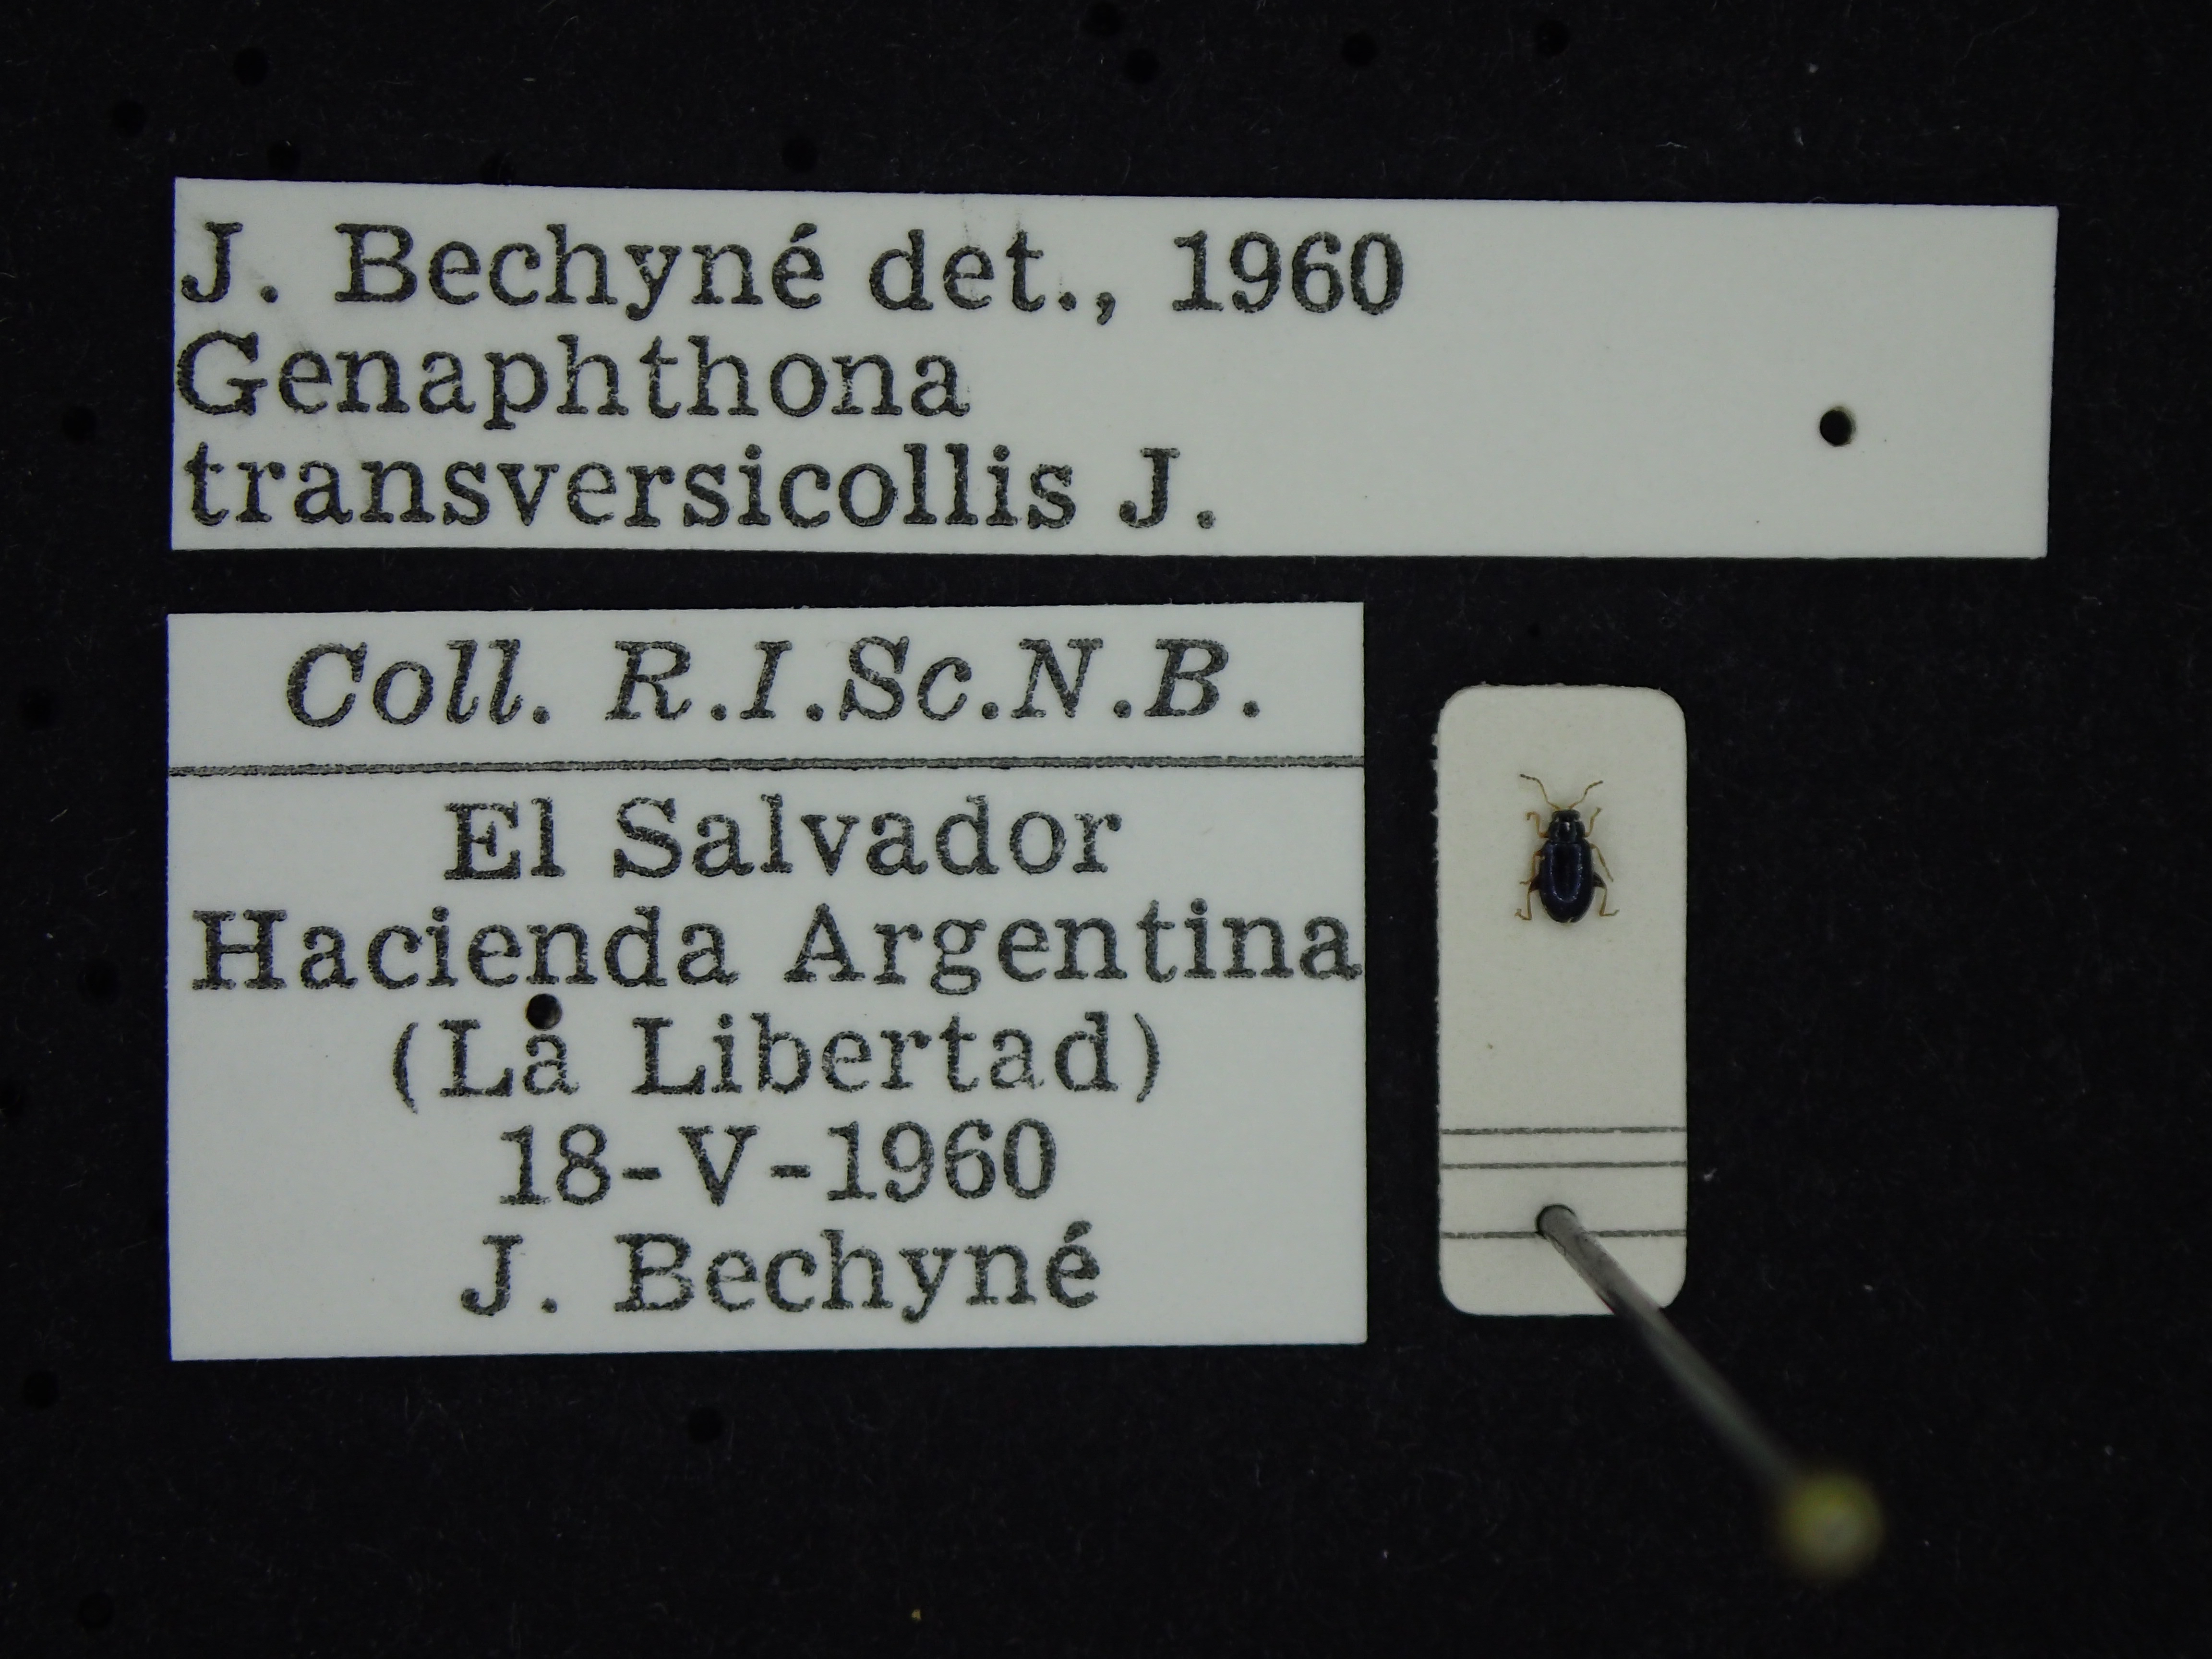 J. Bechyné det., 1960
Genaphthona
transversicollis J.
Coll. R.I.Sc.N.B.
El Salvador
Hacienda Argentina
(La Libertad)
18-V-1960
J. Bechyné